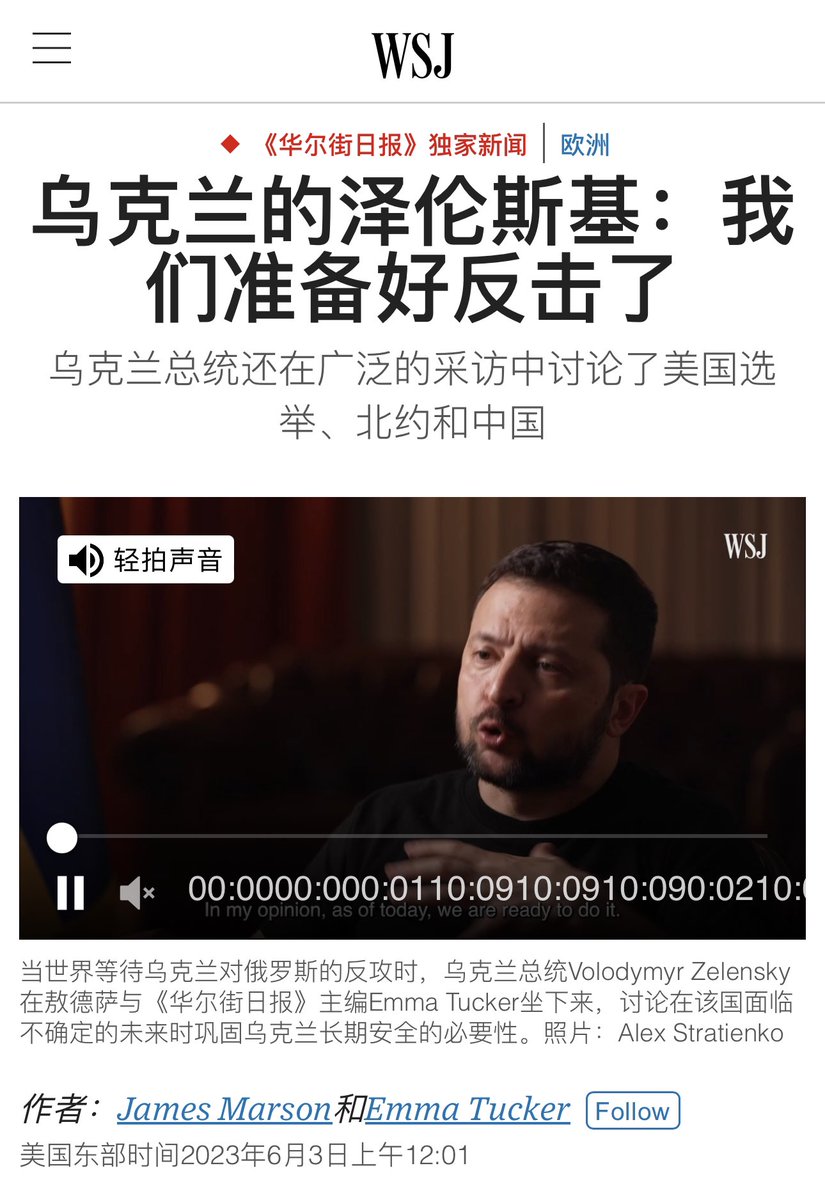 WSJ
《华尔街日报》独家新闻 | 欧洲
乌克兰的泽伦斯基：我
们准备好反击了
乌克兰总统还在广泛的采访中讨论了美国选
举、北约和中国
WSJ
轻拍声音
00:0000:000:0110:0910:0910:090:0210:0
In my opinion, as of today, we are ready to do it.
当世界等待乌克兰对俄罗斯的反攻时，乌克兰总统Volodymyr Zelensky
在敖德萨与《华尔街日报》主编Emma Tucker坐下来，讨论在该国面临
不确定的未来时巩固乌克兰长期安全的必要性。照片：Alex Stratienko
作者：James Marson和Emma Tucker Follow
美国东部时间2023年6月3日上午12:01